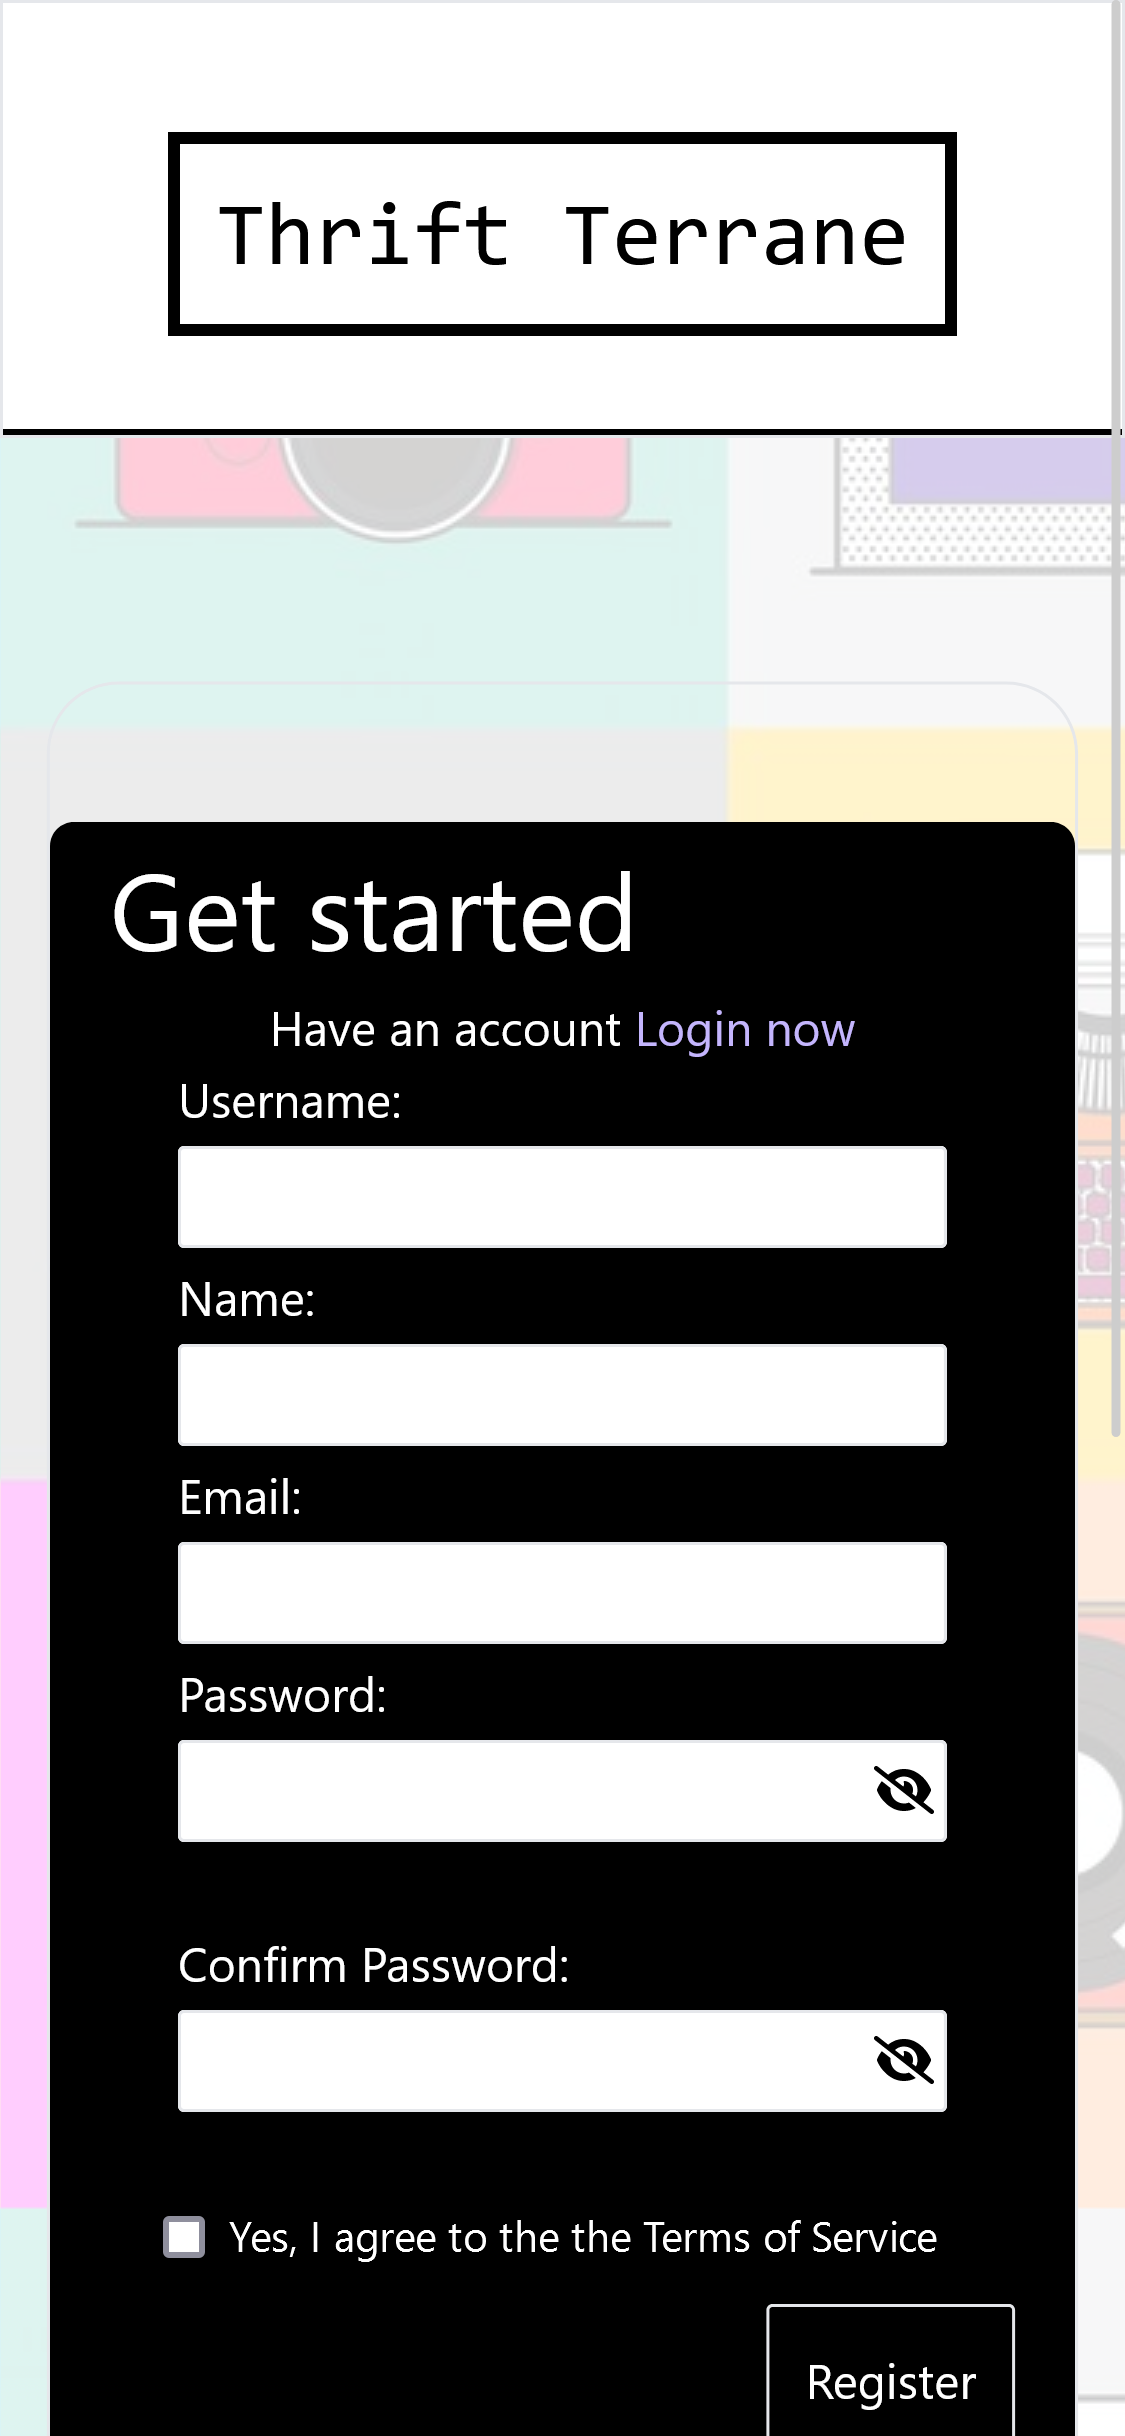 Thrift Terrane
Get started
Have an account Login now
Username:
Name:
Email:
Password:
Confirm Password:
Yes, I agree to the the Terms of Service
Register